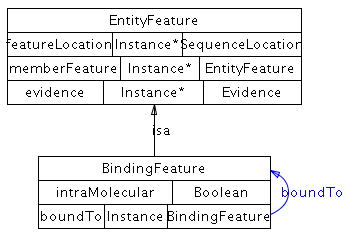 EntityFeature
featureLocation Instance* SequenceLocation
memberFeature Instance* EntityFeature
evidence Instance* Evidence
isa
BindingFeature
intraMolecular Boolean
boundTo Instance BindingFeature
boundTo